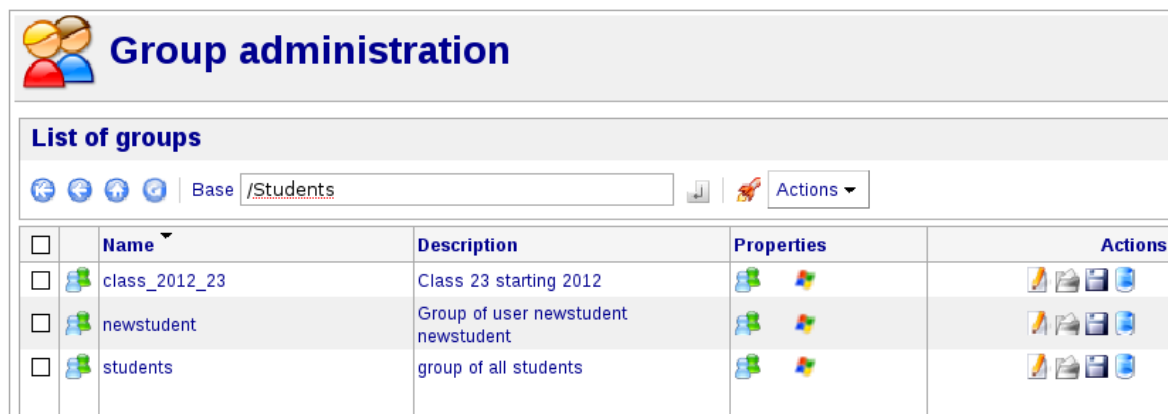 Group administration
List of groups
Base /Students Actions
Name Description Properties Actions
class_2012_23 Class 23 starting 2012
newstudent Group of user newstudent
newstudent
students group of all students